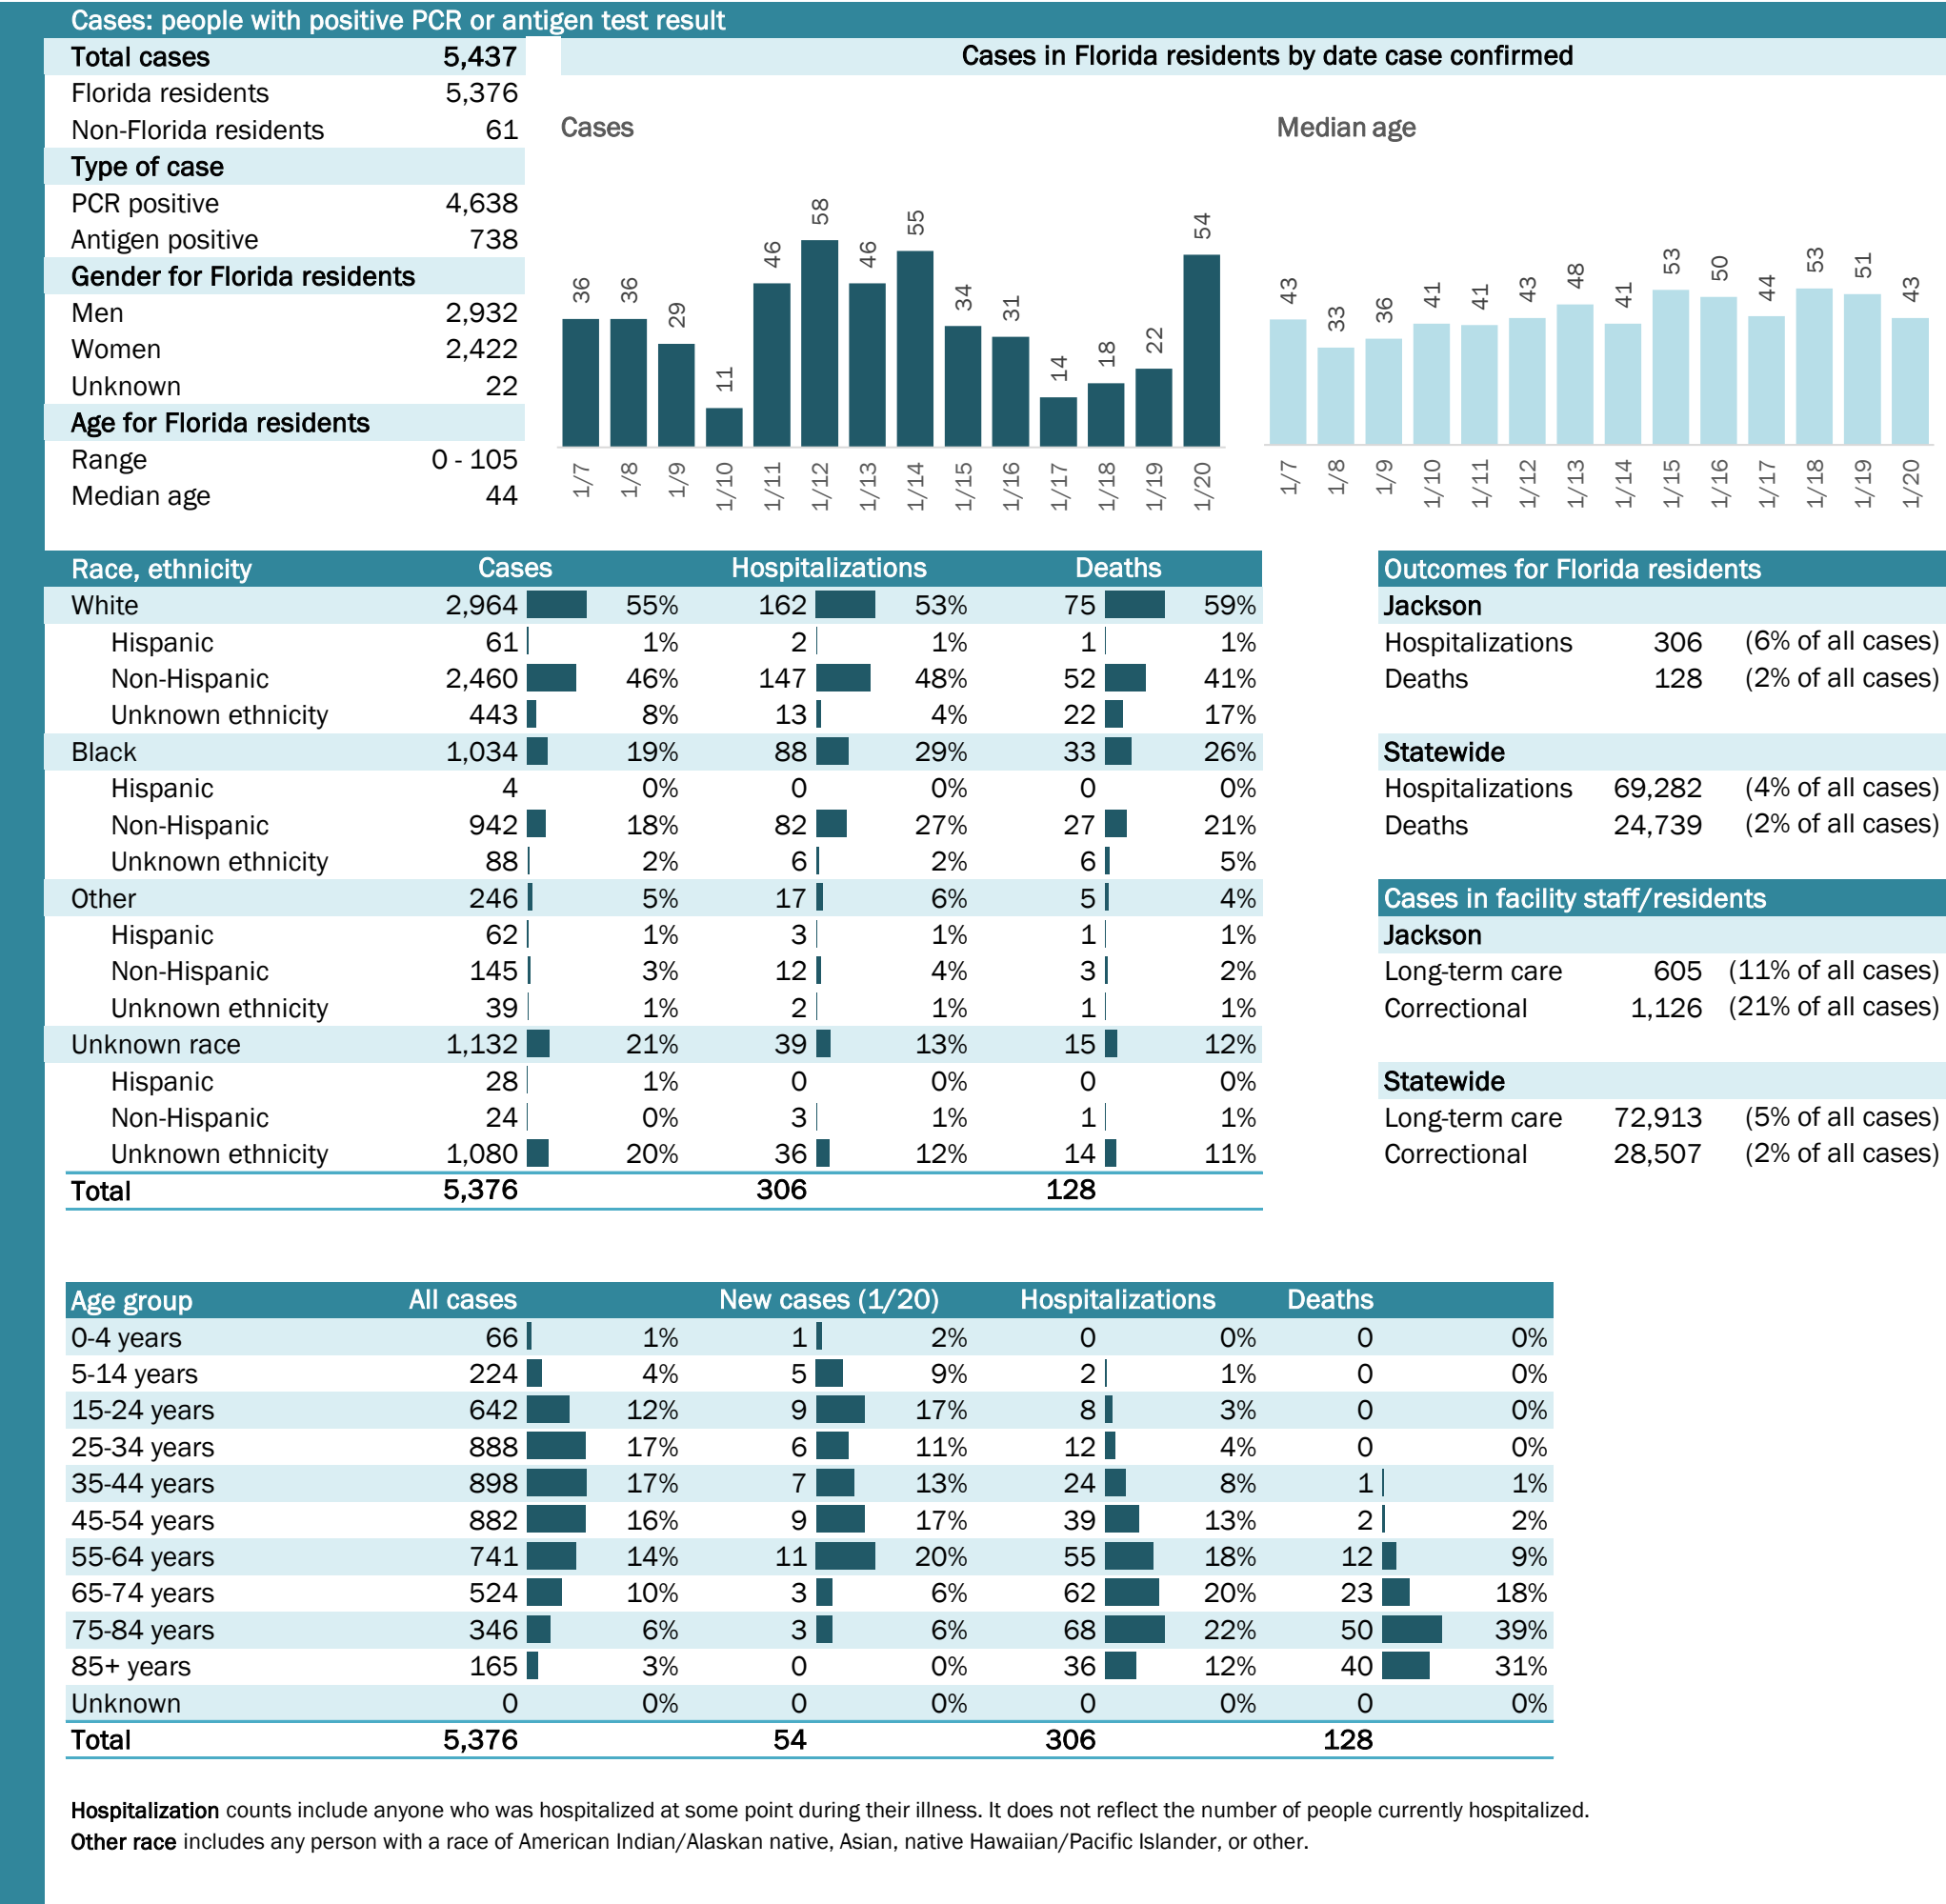 Cases: people with positive PCR or antigen test result
Total cases 5,437
Florida residents 5,376
Non-Florida residents 61
Type of case
PCR positive 4,638
Antigen positive 738
Gender for Florida residents
Men 2,932
Women 2,422
Unknown 22
Age for Florida residents
Range 0 - 105
Median age 44
Cases in Florida residents by date case confirmed
Cases
36 36 29 11 46 58 46 55 34 31 14 18 22 54
1/7 1/8 1/9 1/10 1/11 1/12 1/13 1/14 1/15 1/16 1/17 1/18 1/19 1/20
Median age
43 33 36 41 41 43 48 41 53 50 44 53 51 43
1/7 1/8 1/9 1/10 1/11 1/12 1/13 1/14 1/15 1/16 1/17 1/18 1/19 1/20
Race, ethnicity Cases Hospitalizations Deaths
White 2,964 55% 162 53% 75 59%
Hispanic 61 1% 2 1% 1 1%
Non-Hispanic 2,460 46% 147 48% 52 41%
Unknown ethnicity 443 8% 13 4% 22 17%
Black 1,034 19% 88 29% 33 26%
Hispanic 4 0% 0 0% 0 0%
Non-Hispanic 942 18% 82 27% 27 21%
Unknown ethnicity 88 2% 6 2% 6 5%
Other 246 5% 17 6% 5 4%
Hispanic 62 1% 3 1% 1 1%
Non-Hispanic 145 3% 12 4% 3 2%
Unknown ethnicity 39 1% 2 1% 1 1%
Unknown race 1,132 21% 39 13% 15 12%
Hispanic 28 1% 0 0% 0 0%
Non-Hispanic 24 0% 3 1% 1 1%
Unknown ethnicity 1,080 20% 36 12% 14 11%
Total 5,376 306 128
Outcomes for Florida residents
Jackson
Hospitalizations 306 (6% of all cases)
Deaths 128 (2% of all cases)
Statewide
Hospitalizations 69,282 (4% of all cases)
Deaths 24,739 (2% of all cases)
Cases in facility staff/residents
Jackson
Long-term care 605 (11% of all cases)
Correctional 1,126 (21% of all cases)
Statewide
Long-term care 72,913 (5% of all cases)
Correctional 28,507 (2% of all cases)
Age group All cases New cases (1/20) Hospitalizations Deaths
0-4 years 66 1% 1 2% 0 0% 0 0%
5-14 years 224 4% 5 9% 2 1% 0 0%
15-24 years 642 12% 9 17% 8 3% 0 0%
25-34 years 888 17% 6 11% 12 4% 0 0%
35-44 years 898 17% 7 13% 24 8% 1 1%
45-54 years 882 16% 9 17% 39 13% 2 2%
55-64 years 741 14% 11 20% 55 18% 12 9%
65-74 years 524 10% 3 6% 62 20% 23 18%
75-84 years 346 6% 3 6% 68 22% 50 39%
85+ years 165 3% 0 0% 36 12% 40 31%
Unknown 0 0% 0 0% 0 0% 0 0%
Total 5,376 54 306 128
Hospitalization counts include anyone who was hospitalized at some point during their illness. It does not reflect the number of people currently hospitalized.
Other race includes any person with a race of American Indian/Alaskan native, Asian, native Hawaiian/Pacific Islander, or other.